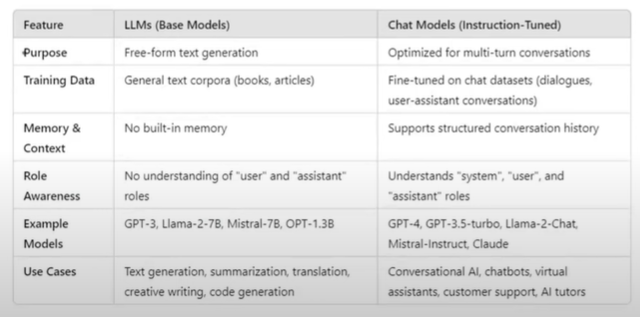 Feature LLMs (Base Models) Chat Models (Instruction-Tuned)
Purpose Free-form text generation Optimized for multi-turn conversations
Training Data General text corpora (books, articles) Fine-tuned on chat datasets (dialogues,
user-assistant conversations)
Memory & No built-in memory Supports structured conversation history
Context
Role No understanding of "user" and "assistant" Understands "system", "user", and
Awareness roles "assistant" roles
Example GPT-3, Llama-2-7B, Mistral-7B, OPT-1.3B GPT-4, GPT-3.5-turbo, Llama-2-Chat,
Models Mistral-Instruct, Claude
Use Cases Text generation, summarization, translation, Conversational AI, chatbots, virtual
creative writing, code generation assistants, customer support, AI tutors